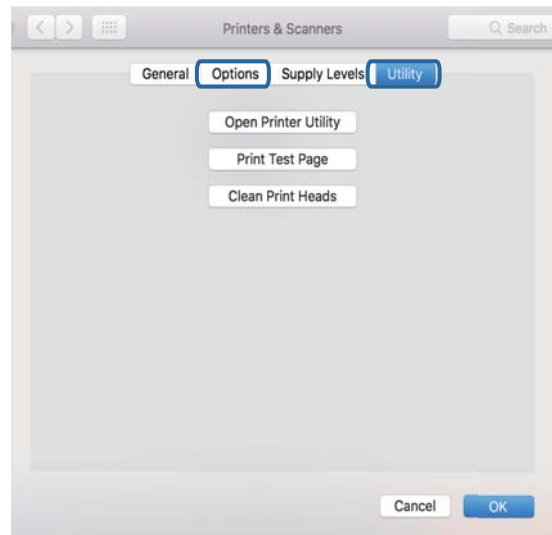 Printers & Scanners
Search
General Options Supply Levels Utility
Open Printer Utility
Print Test Page
Clean Print Heads
Cancel OK